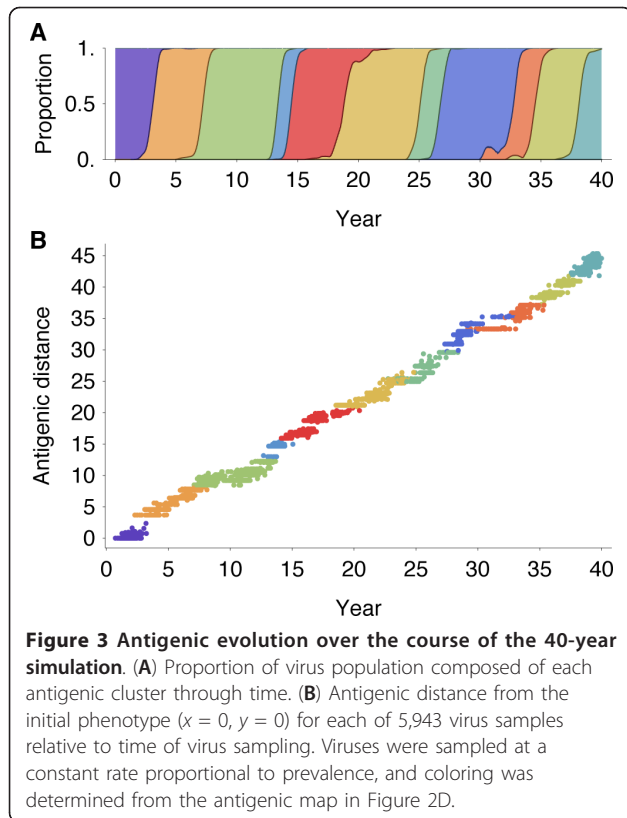 A
Proportion
1.
0.5
0.
0 5 10 15 20 25 30 35 40
Year
B
Antigenic distance
45
40
35
30
25
20
15
10
5
0
0 5 10 15 20 25 30 35 40
Year
Figure 3 Antigenic evolution over the course of the 40-year
simulation. (A) Proportion of virus population composed of each
antigenic cluster through time. (B) Antigenic distance from the
initial phenotype (x = 0, y = 0) for each of 5,943 virus samples
relative to time of virus sampling. Viruses were sampled at a
constant rate proportional to prevalence, and coloring was
determined from the antigenic map in Figure 2D.